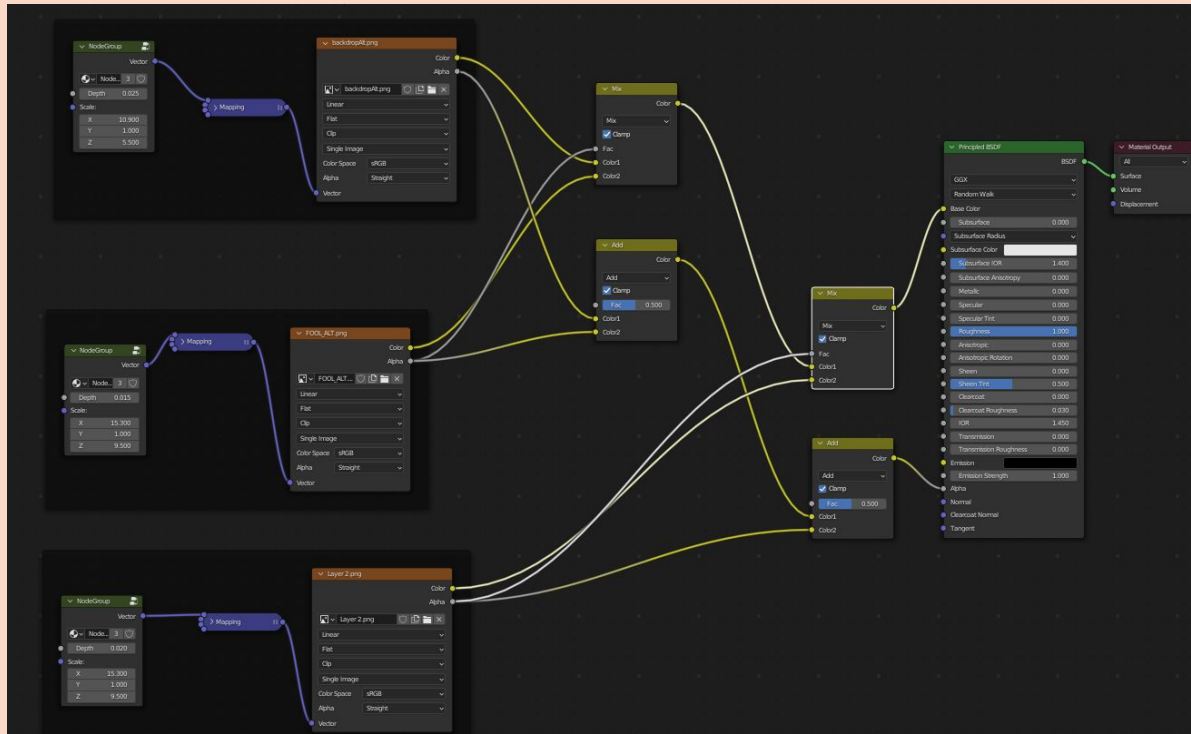 NodeGroup
Vector
Node...
3
Depth 0.025
Scale:
X 10.900
Y 1.000
Z 5.500
Mapping
backdropAlt.png
Color
Alpha
backdropAlt.png
Linear
Flat
Clip
Single Image
Color Space sRGB
Alpha Straight
Vector
NodeGroup
Vector
Node...
3
Depth 0.015
Scale:
X 15.300
Y 1.000
Z 9.500
Mapping
FOOL_ALT.png
Color
Alpha
FOOL_ALT...
Linear
Flat
Clip
Single Image
Color Space sRGB
Alpha Straight
Vector
NodeGroup
Vector
Node...
3
Depth 0.020
Scale:
X 15.300
Y 1.000
Z 9.500
Mapping
Layer 2.png
Color
Alpha
Layer 2.png
Linear
Flat
Clip
Single Image
Color Space sRGB
Alpha Straight
Vector
Mix
Color
Mix
Clamp
Fac
Color1
Color2
Add
Color
Add
Clamp
Fac 0.500
Color1
Color2
Mix
Color
Mix
Clamp
Fac
Color1
Color2
Add
Color
Add
Clamp
Fac 0.500
Color1
Color2
Principled BSDF
BSDF
GGX
Random Walk
Base Color
Subsurface 0.000
Subsurface Radius
Subsurface Color
Subsurface IOR 1.400
Subsurface Anisotropy 0.000
Metallic 0.000
Specular 0.000
Specular Tint 0.000
Roughness 1.000
Anisotropic 0.000
Anisotropic Rotation 0.000
Sheen 0.000
Sheen Tint 0.500
Clearcoat 0.000
Clearcoat Roughness 0.030
IOR 1.450
Transmission 0.000
Transmission Roughness 0.000
Emission
Emission Strength 1.000
Alpha
Normal
Clearcoat Normal
Tangent
Material Output
All
Surface
Volume
Displacement